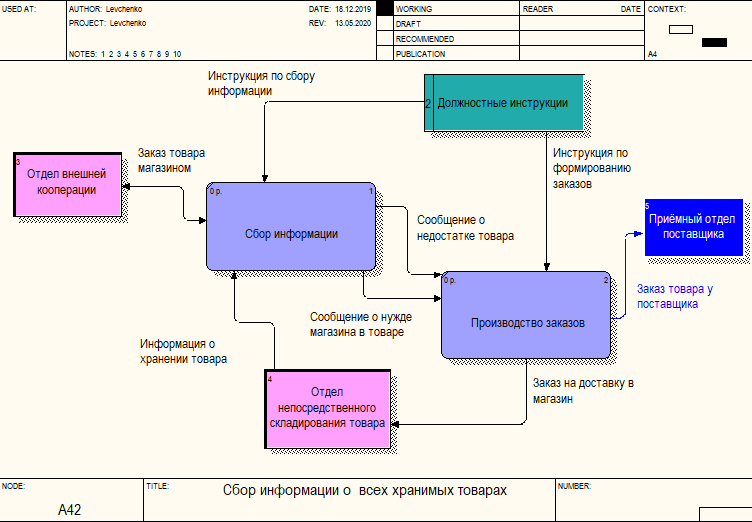 USED AT:
AUTHOR: Levchenko
DATE: 18.12.2019
WORKING
READER
DATE
CONTEXT:
PROJECT: Levchenko
REV: 13.05.2020
DRAFT
RECOMMENDED
NOTES: 1 2 3 4 5 6 7 8 9 10
PUBLICATION
A4
Инструкция по сбору
информации
2
Должностные инструкции
Заказ товара
магазином
3
Отдел внешней
кооперации
Инструкция по
формированию
заказов
0 р.
1
Сбор информации
Сообщение о
недостатке товара
5
Приёмный отдел
поставщика
0 р.
2
Производство заказов
Заказ товара у
поставщика
Сообщение о нужде
магазина в товаре
Информация о
хранении товара
4
Отдел
непосредственного
складирования товара
Заказ на доставку в
магазин
NODE:
A42
TITLE:
Сбор информации о всех хранимых товарах
NUMBER: